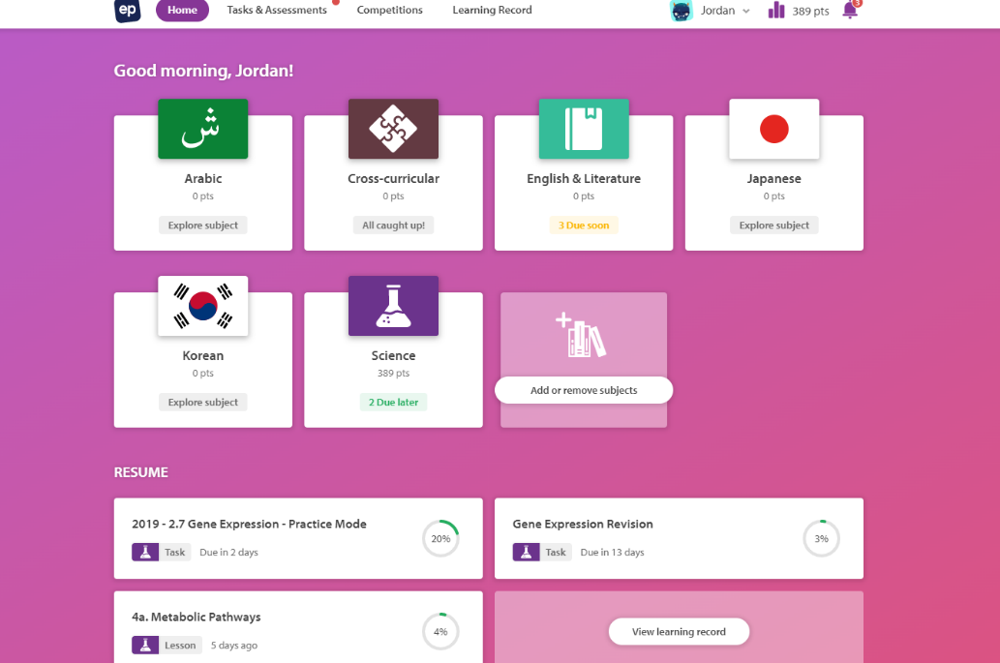 ep
Home
Tasks & Assessments
Competitions
Learning Record
Jordan
389 pts
3
Good morning, Jordan!
ش
Arabic
0 pts
Explore subject
Cross-curricular
0 pts
All caught up!
English & Literature
0 pts
3 Due soon
Japanese
0 pts
Explore subject
Korean
0 pts
Explore subject
Science
389 pts
2 Due later
Add or remove subjects
RESUME
2019 - 2.7 Gene Expression - Practice Mode
Task Due in 2 days
20%
Gene Expression Revision
Task Due in 13 days
3%
4a. Metabolic Pathways
Lesson 5 days ago
4%
View learning record